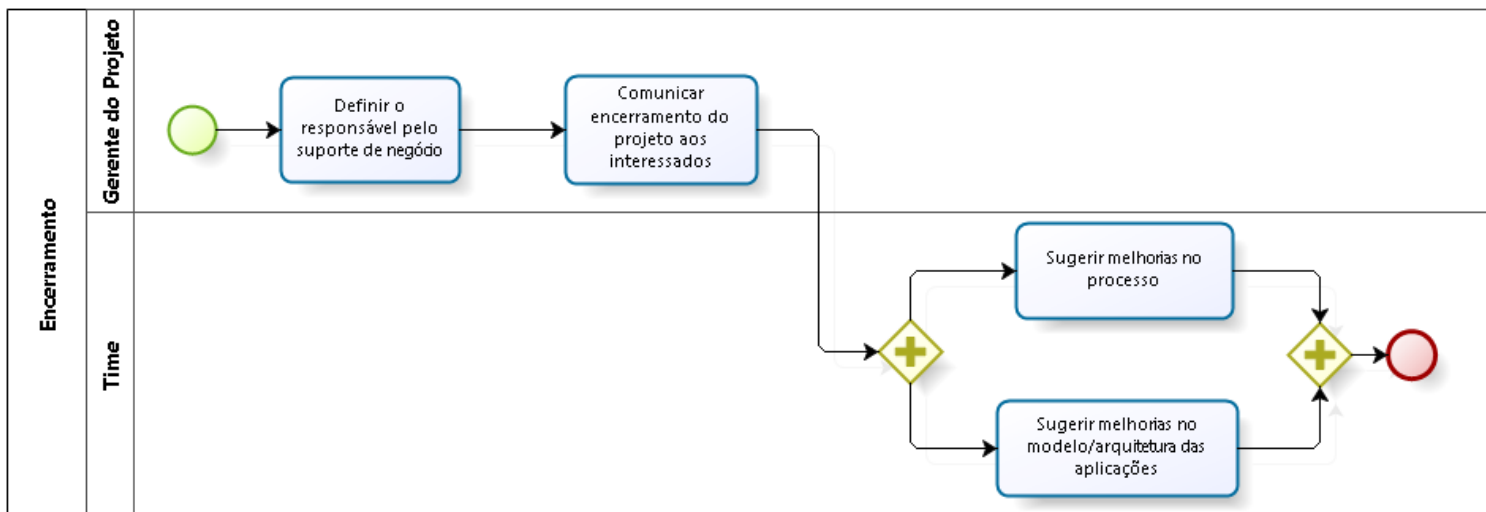 Encerramento
Gerente do Projeto
Definir o
responsável pelo
suporte de negócio
Comunicar
encerramento do
projeto aos
interessados
Time
Sugerir melhorias no
processo
Sugerir melhorias no
modelo/arquitetura das
aplicações